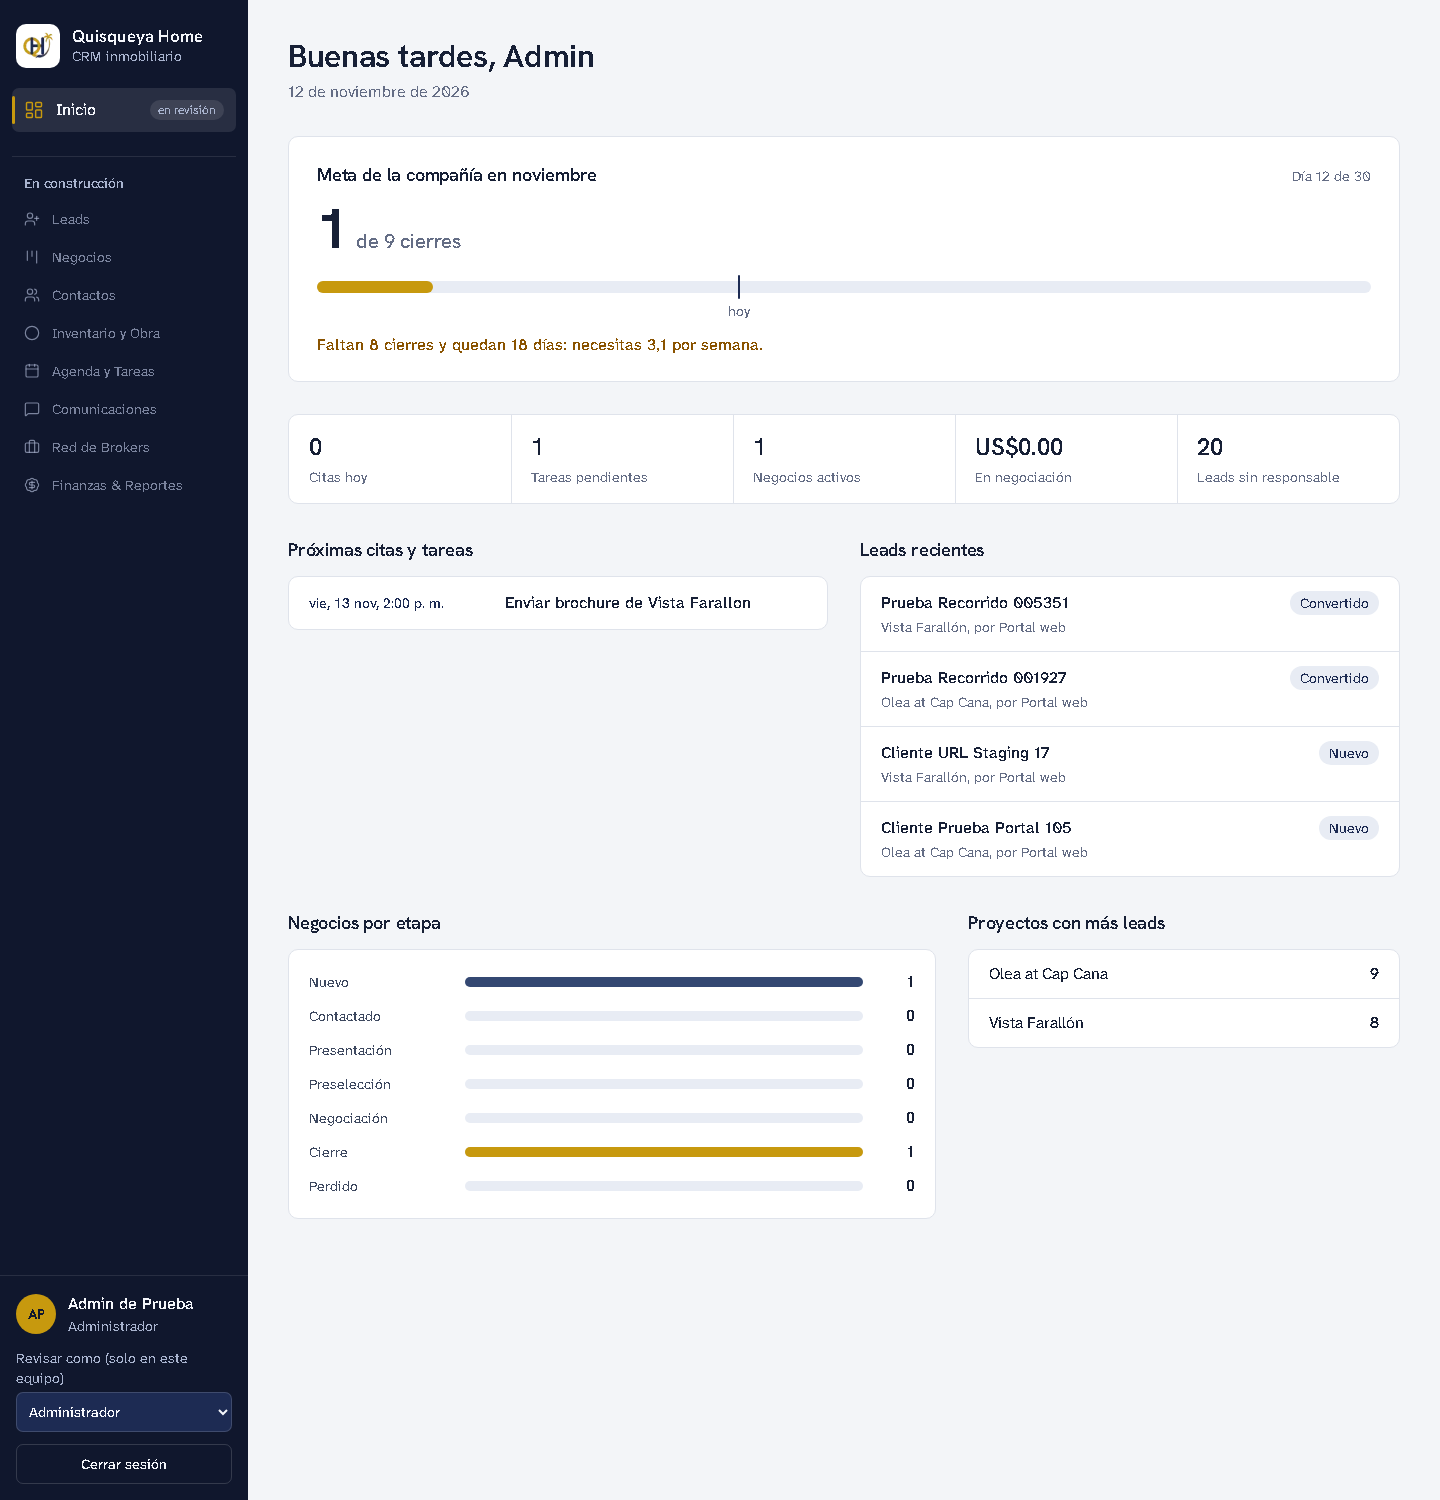 Quisqueya Home
CRM inmobiliario
Inicio
en revisión
En construcción
Leads
Negocios
Contactos
Inventario y Obra
Agenda y Tareas
Comunicaciones
Red de Brokers
Finanzas & Reportes
AP
Admin de Prueba
Administrador
Revisar como (solo en este
equipo)
Administrador
Cerrar sesión
Buenas tardes, Admin
12 de noviembre de 2026
Meta de la compañía en noviembre
Día 12 de 30
1 de 9 cierres
hoy
Faltan 8 cierres y quedan 18 días: necesitas 3,1 por semana.
0
Citas hoy
1
Tareas pendientes
1
Negocios activos
US$0.00
En negociación
20
Leads sin responsable
Próximas citas y tareas
vie, 13 nov, 2:00 p. m.
Enviar brochure de Vista Farallon
Leads recientes
Prueba Recorrido 005351
Convertido
Vista Farallón, por Portal web
Prueba Recorrido 001927
Convertido
Olea at Cap Cana, por Portal web
Cliente URL Staging 17
Nuevo
Vista Farallón, por Portal web
Cliente Prueba Portal 105
Nuevo
Olea at Cap Cana, por Portal web
Negocios por etapa
Nuevo 1
Contactado 0
Presentación 0
Preselección 0
Negociación 0
Cierre 1
Perdido 0
Proyectos con más leads
Olea at Cap Cana 9
Vista Farallón 8